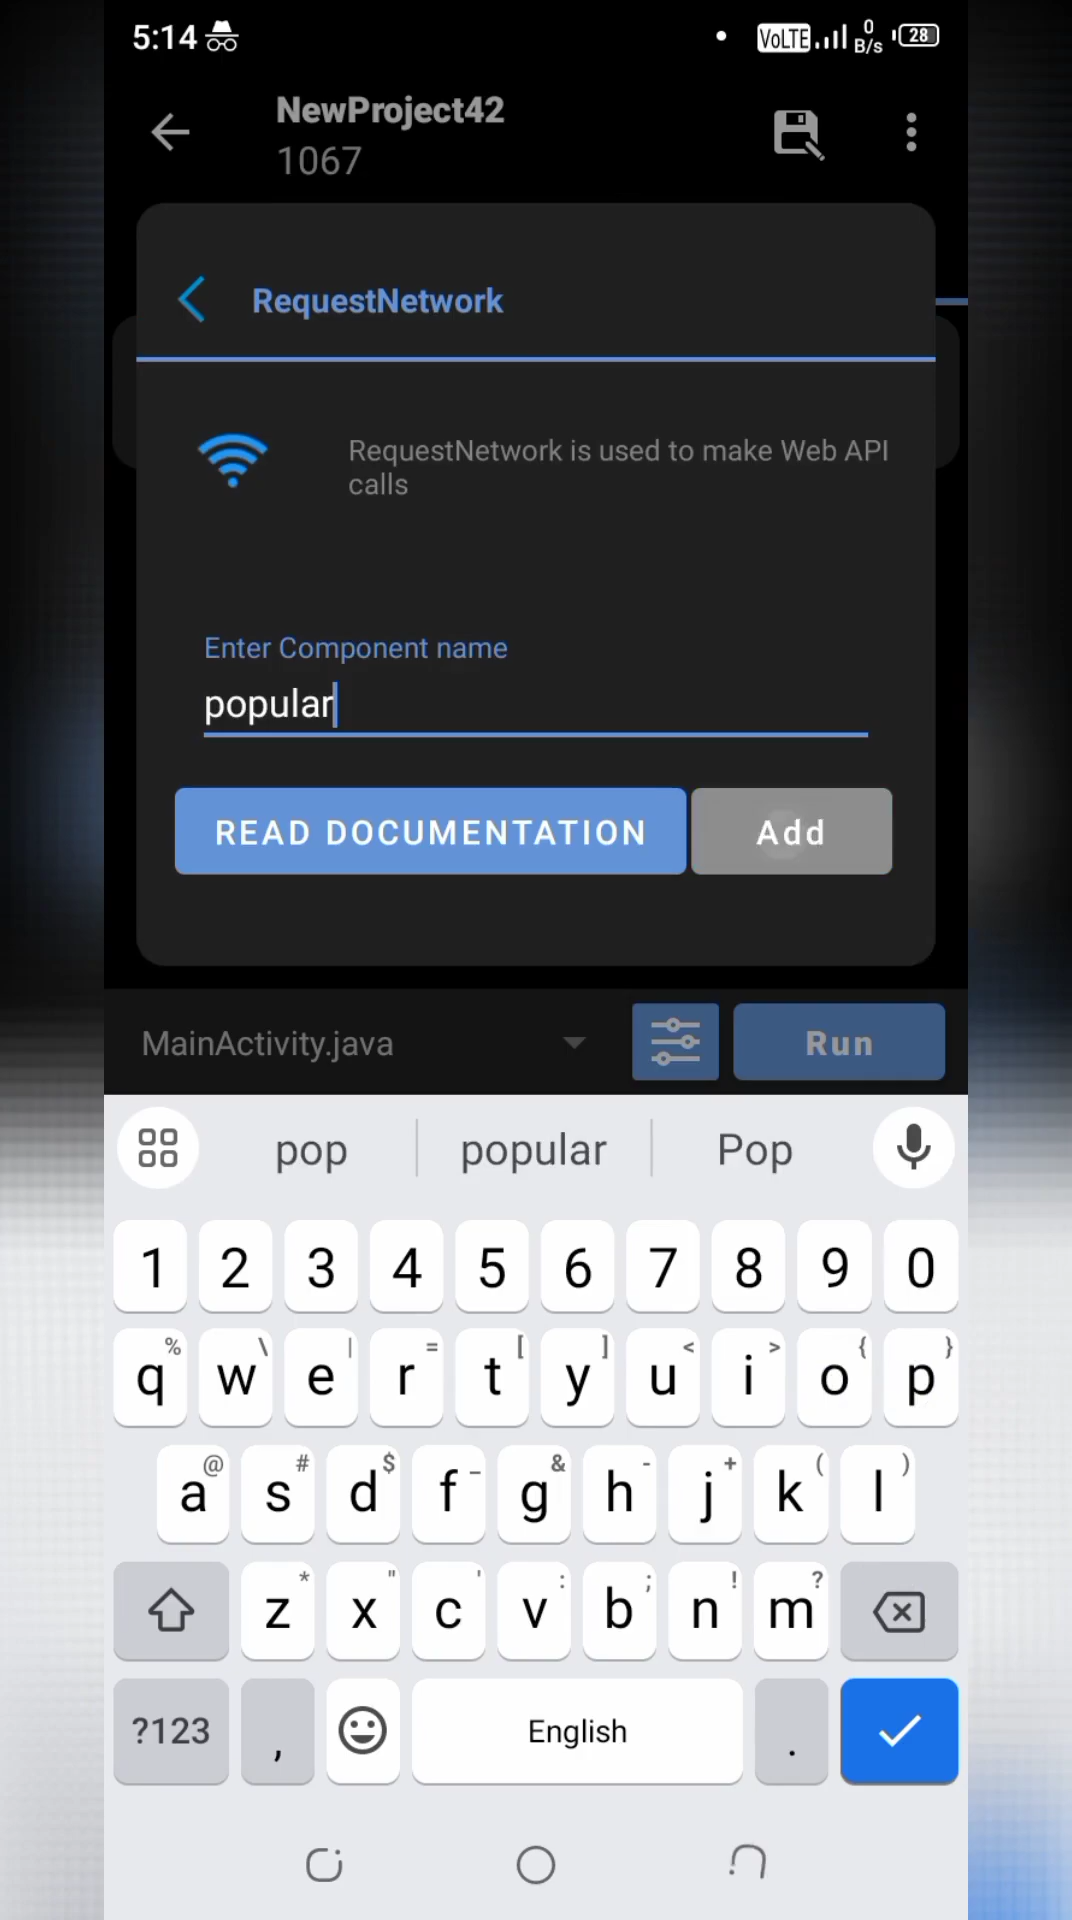 5:14
VoLTE 0 B/s 28
NewProject42
1067
RequestNetwork
RequestNetwork is used to make Web API
calls
Enter Component name
popular
READ DOCUMENTATION Add
MainActivity.java Run
pop popular Pop
1 2 3 4 5 6 7 8 9 0
% \ | = [ ] < > { }
q w e r t y u i o p
@ # $ _ & - + ( )
a s d f g h j k l
* " ' : ; ! ?
z x c v b n m
?123 , English .